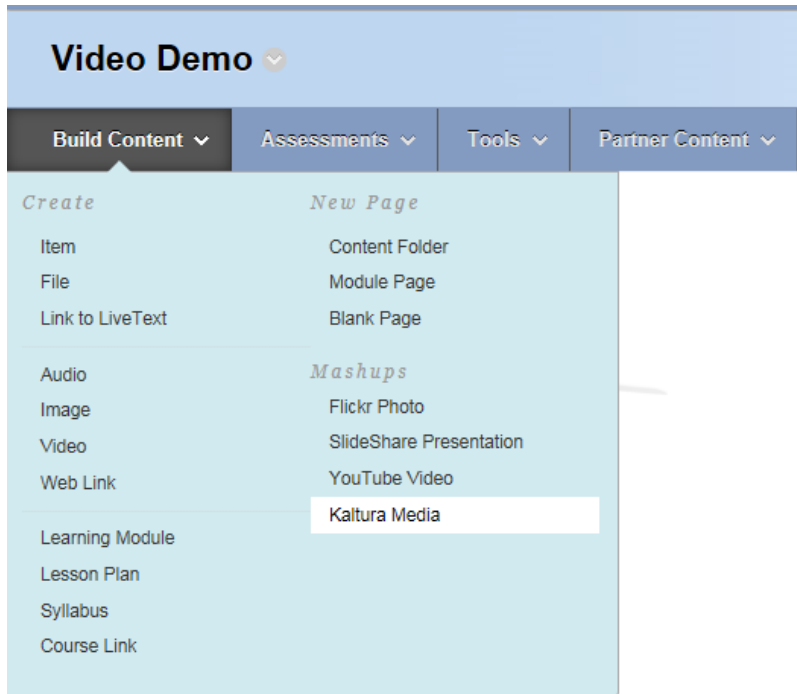 Video Demo
Build Content
Assessments
Tools
Partner Content
Create
Item
File
Link to LiveText
Audio
Image
Video
Web Link
Learning Module
Lesson Plan
Syllabus
Course Link
New Page
Content Folder
Module Page
Blank Page
Mashups
Flickr Photo
SlideShare Presentation
YouTube Video
Kaltura Media